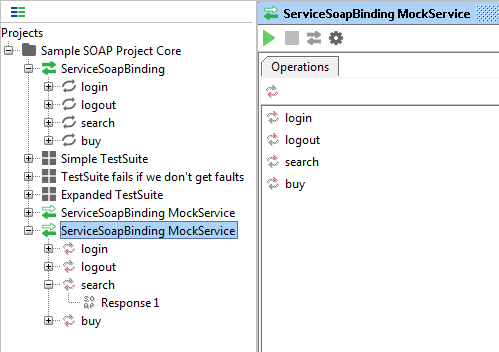 Projects
Sample SOAP Project Core
ServiceSoapBinding
login
logout
search
buy
Simple TestSuite
TestSuite fails if we don't get faults
Expanded TestSuite
ServiceSoapBinding MockService
ServiceSoapBinding MockService
login
logout
search
SOAP
Response 1
buy
ServiceSoapBinding MockService
Operations
login
logout
search
buy